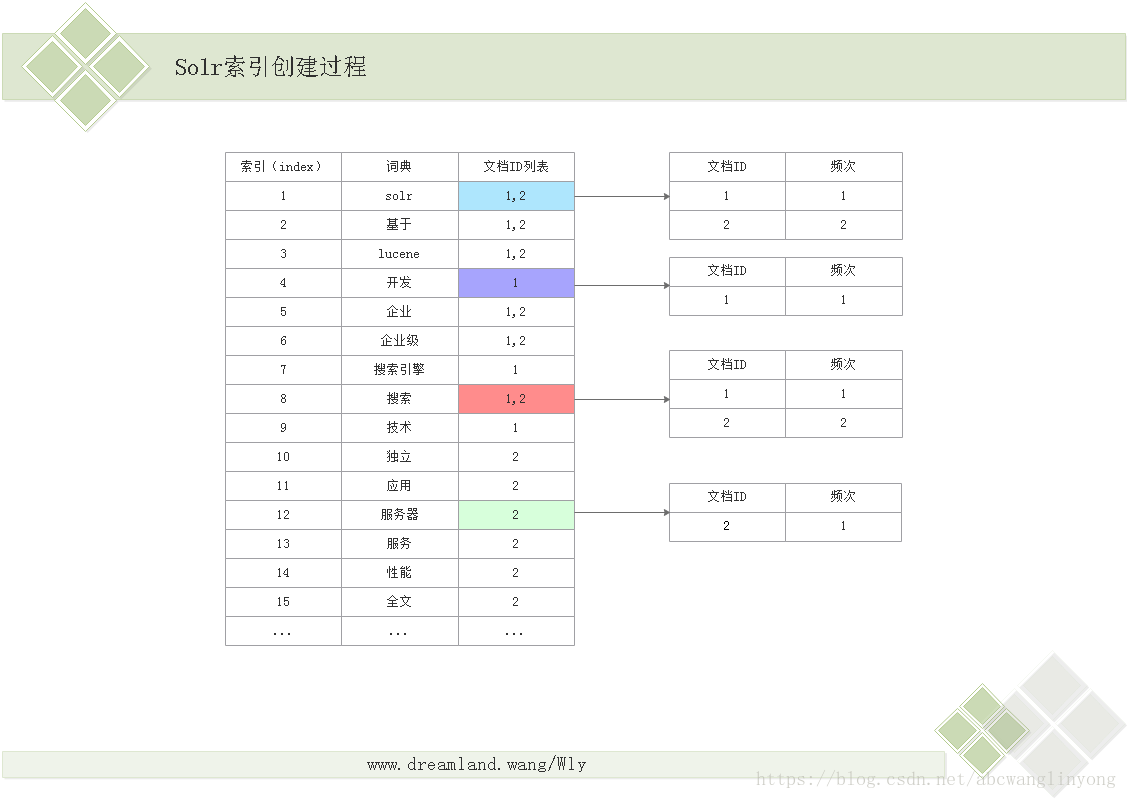 Solr索引创建过程
索引（index） 词典 文档ID列表
1 solr 1,2
2 基于 1,2
3 lucene 1,2
4 开发 1
5 企业 1,2
6 企业级 1,2
7 搜索引擎 1
8 搜索 1,2
9 技术 1
10 独立 2
11 应用 2
12 服务器 2
13 服务 2
14 性能 2
15 全文 2
... ... ...
文档ID 频次
1 1
2 2
文档ID 频次
1 1
文档ID 频次
1 1
2 2
文档ID 频次
2 1
www.dreamland.wang/Wly
https://blog.csdn.net/abcwanglinyong